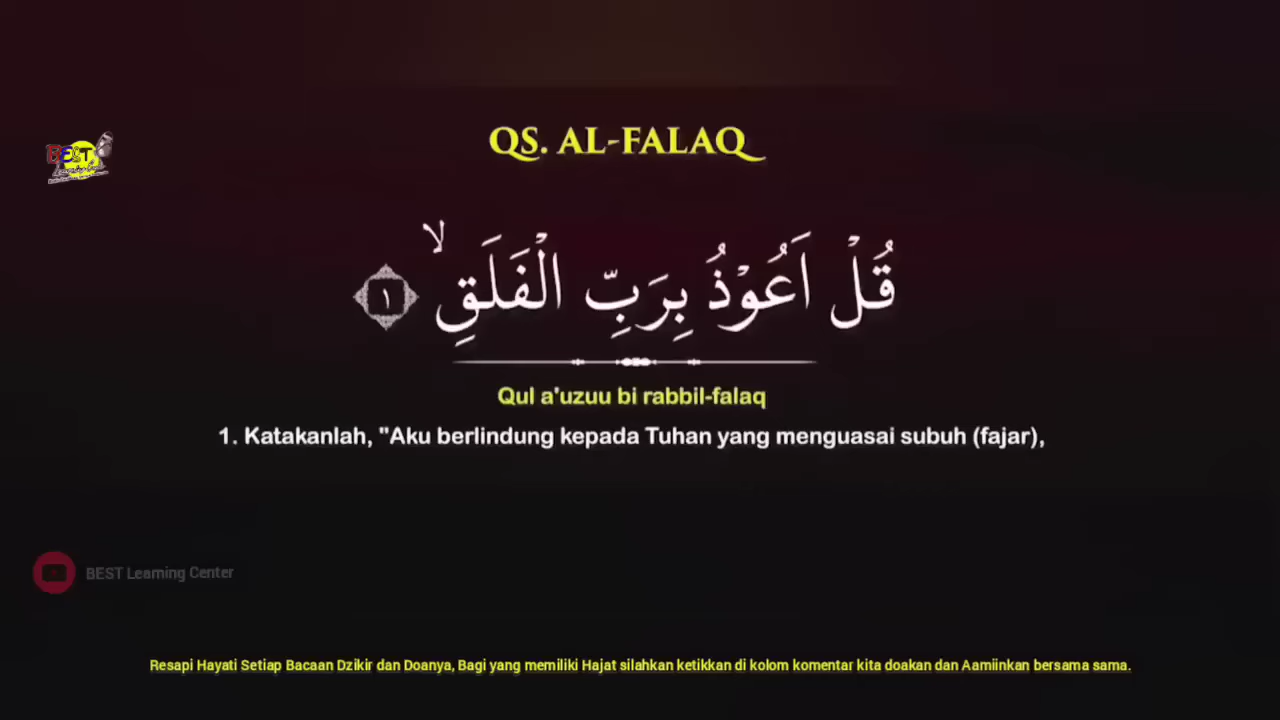 BEST
QS. AL-FALAQ
قُلْ اَعُوْذُ بِرَبِّ الْفَلَقِۙ ١
Qul a'uzuu bi rabbil-falaq
1. Katakanlah, "Aku berlindung kepada Tuhan yang menguasai subuh (fajar),
BEST Learning Center
Resapi Hayati Setiap Bacaan Dzikir dan Doanya, Bagi yang memiliki Hajat silahkan ketikkan di kolom komentar kita doakan dan Aamiinkan bersama sama.